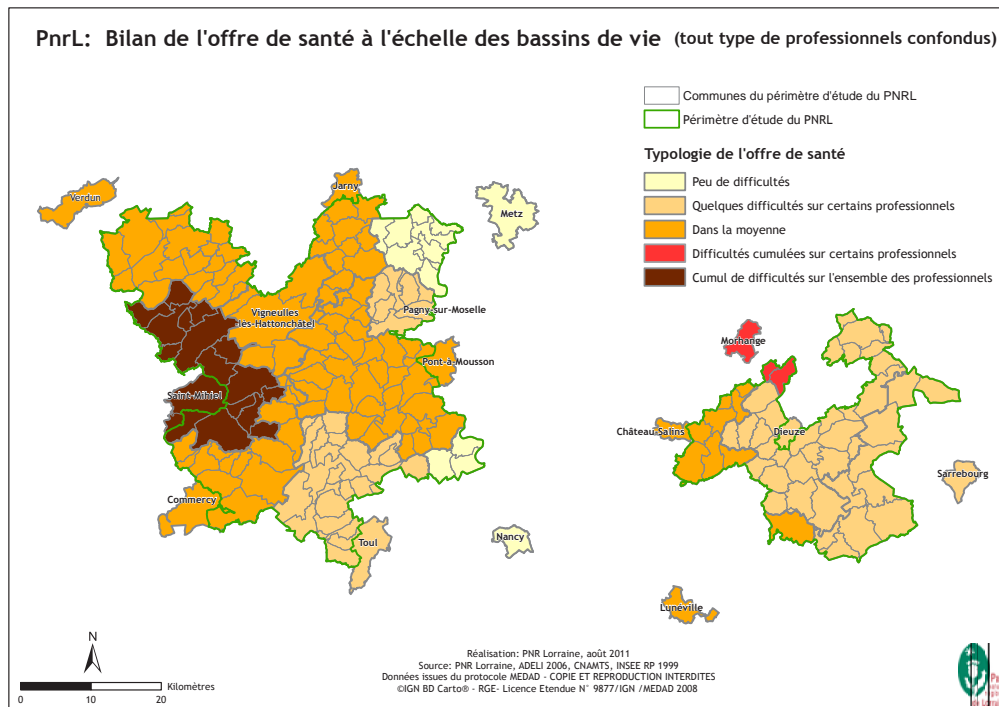 PnrL: Bilan de l'offre de santé à l'échelle des bassins de vie (tout type de professionnels confondus)
Communes du périmètre d'étude du PNRL
Périmètre d'étude du PNRL
Typologie de l'offre de santé
Peu de difficultés
Quelques difficultés sur certains professionnels
Dans la moyenne
Difficultés cumulées sur certains professionnels
Cumul de difficultés sur l'ensemble des professionnels
Verdun
Jarny
Metz
Vigneulles
lès-Hattonchâtel
Pagny-sur-Moselle
Pont-à-Mousson
Saint-Mihiel
Commercy
Toul
Nancy
Morhange
Château-Salins
Dieuze
Sarrebourg
Lunéville
N
Kilomètres
0 10 20
Réalisation: PNR Lorraine, août 2011
Source: PNR Lorraine, ADELI 2006, CNAMTS, INSEE RP 1999
Données issues du protocole MEDAD - COPIE ET REPRODUCTION INTERDITES
©IGN BD Carto® - RGE- Licence Etendue N° 9877/IGN /MEDAD 2008